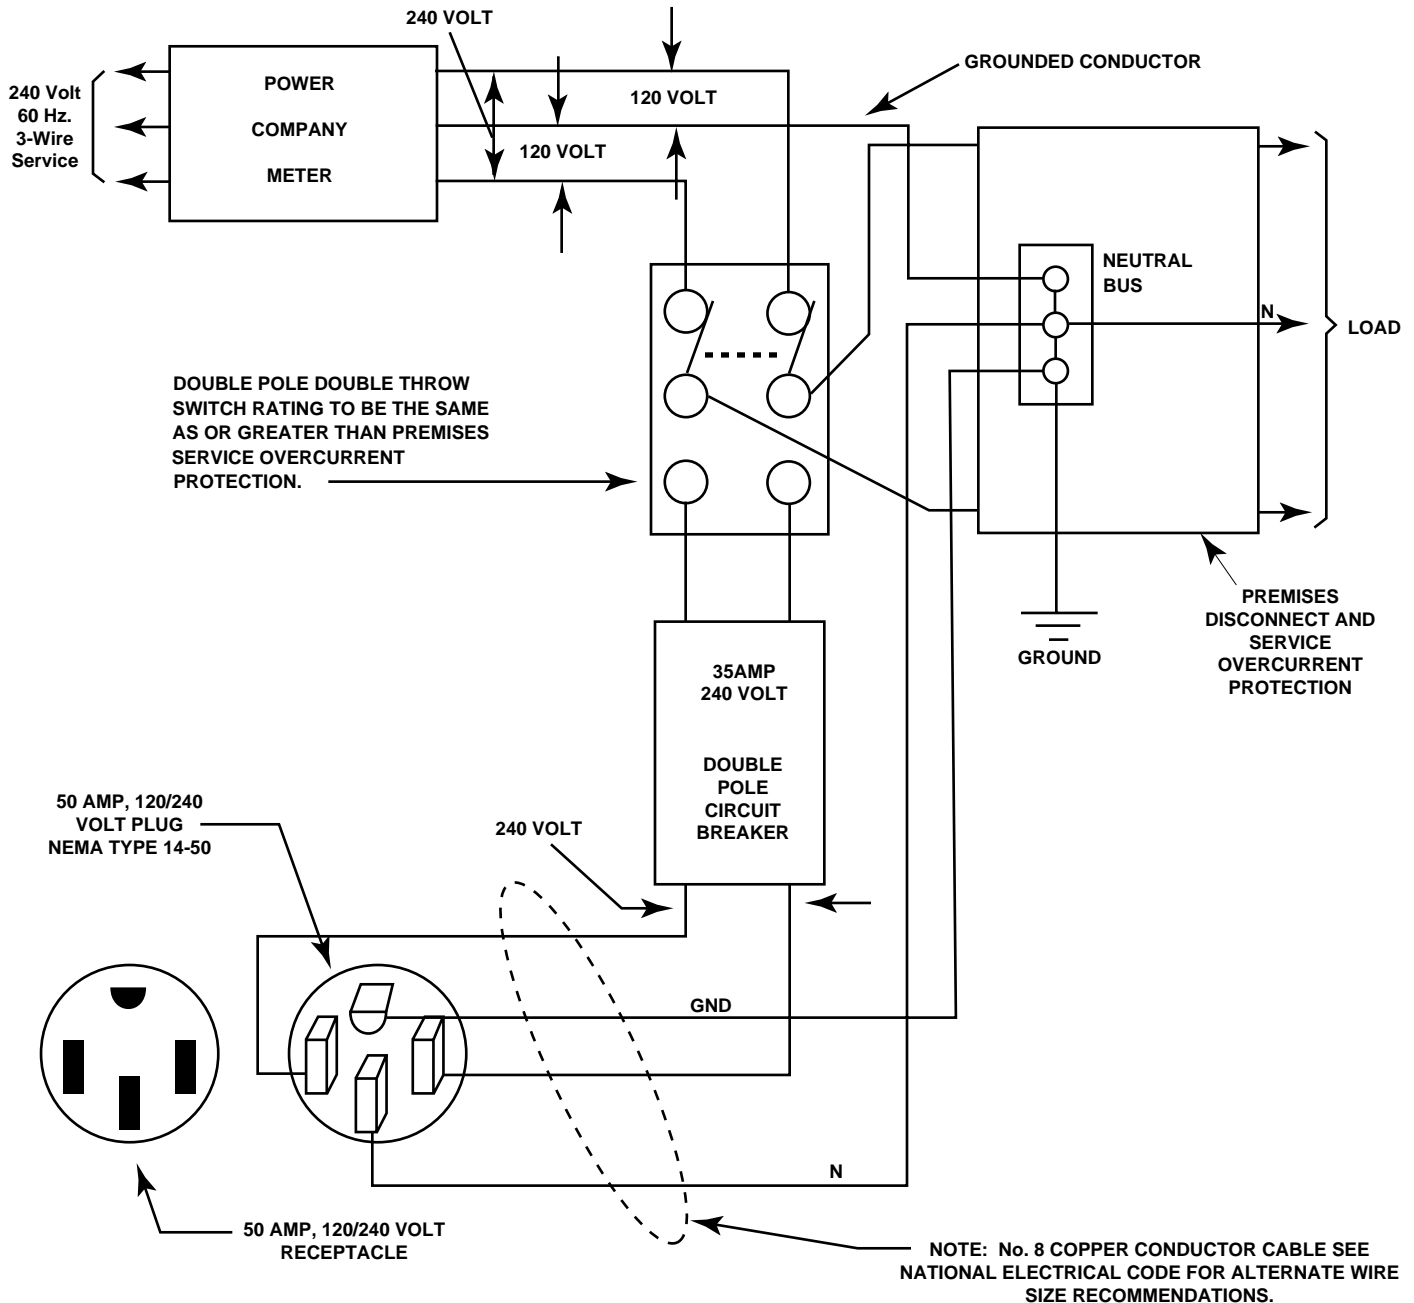 240 VOLT
GROUNDED CONDUCTOR
240 Volt
60 Hz.
3-Wire
Service
POWER
COMPANY
METER
120 VOLT
120 VOLT
NEUTRAL
BUS
N
LOAD
DOUBLE POLE DOUBLE THROW
SWITCH RATING TO BE THE SAME
AS OR GREATER THAN PREMISES
SERVICE OVERCURRENT
PROTECTION.
GROUND
PREMISES
DISCONNECT AND
SERVICE
OVERCURRENT
PROTECTION
35AMP
240 VOLT
DOUBLE
POLE
CIRCUIT
BREAKER
50 AMP, 120/240
VOLT PLUG
NEMA TYPE 14-50
240 VOLT
GND
N
50 AMP, 120/240 VOLT
RECEPTACLE
NOTE: No. 8 COPPER CONDUCTOR CABLE SEE
NATIONAL ELECTRICAL CODE FOR ALTERNATE WIRE
SIZE RECOMMENDATIONS.